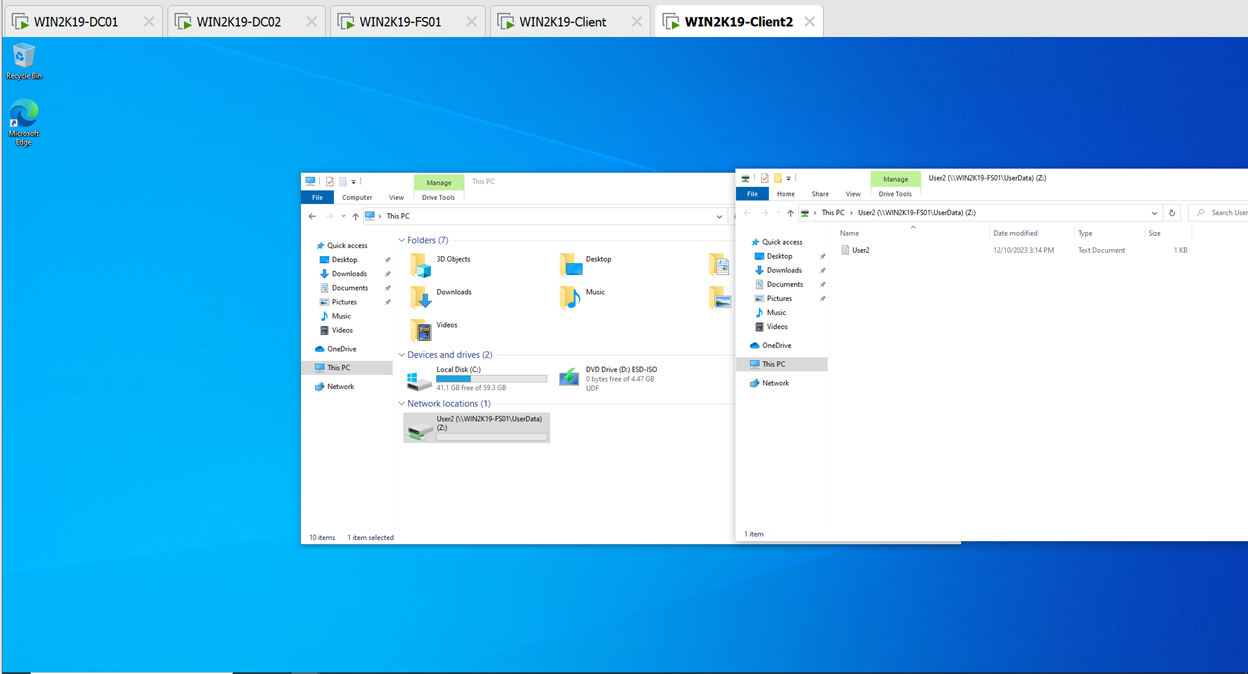 WIN2K19-DC01
WIN2K19-DC02
WIN2K19-FS01
WIN2K19-Client
WIN2K19-Client2
Recycle Bin
Microsoft
Edge
Manage
This PC
File
Computer
View
Drive Tools
This PC
Quick access
Desktop
Downloads
Documents
Pictures
Music
Videos
OneDrive
This PC
Network
Folders (7)
3D Objects
Desktop
Downloads
Music
Videos
Devices and drives (2)
Local Disk (C:)
41.1 GB free of 59.3 GB
DVD Drive (D:) ESD-ISO
0 bytes free of 4.47 GB
UDF
Network locations (1)
User2 (\\WIN2K19-FS01\UserData)
(Z:)
10 items
1 item selected
Manage
User2 (\\WIN2K19-FS01\UserData) (Z:)
File
Home
Share
View
Drive Tools
This PC
User2 (\\WIN2K19-FS01\UserData) (Z:)
Search User
Quick access
Desktop
Downloads
Documents
Pictures
Music
Videos
OneDrive
This PC
Network
Name
Date modified
Type
Size
User2
12/10/2023 3:14 PM
Text Document
1 KB
1 item